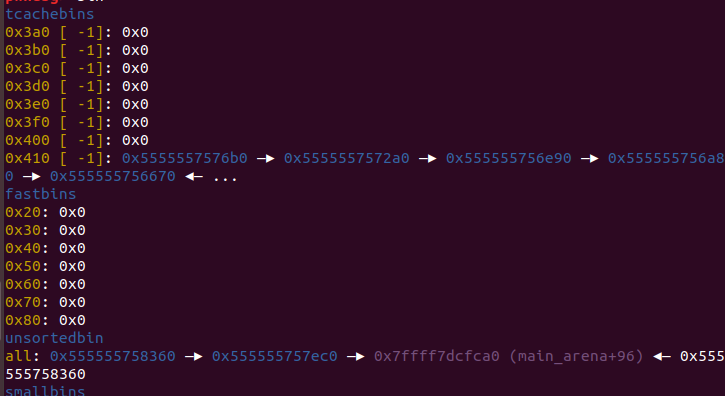 tcachebins
0x3a0 [ -1]: 0x0
0x3b0 [ -1]: 0x0
0x3c0 [ -1]: 0x0
0x3d0 [ -1]: 0x0
0x3e0 [ -1]: 0x0
0x3f0 [ -1]: 0x0
0x400 [ -1]: 0x0
0x410 [ -1]: 0x5555557576b0 —▸ 0x5555557572a0 —▸ 0x555555756e90 —▸ 0x555555756a8
0 —▸ 0x555555756670 ◂— ...
fastbins
0x20: 0x0
0x30: 0x0
0x40: 0x0
0x50: 0x0
0x60: 0x0
0x70: 0x0
0x80: 0x0
unsortedbin
all: 0x555555758360 —▸ 0x555555757ec0 —▸ 0x7ffff7dcfca0 (main_arena+96) ◂— 0x555
555758360
smallbins